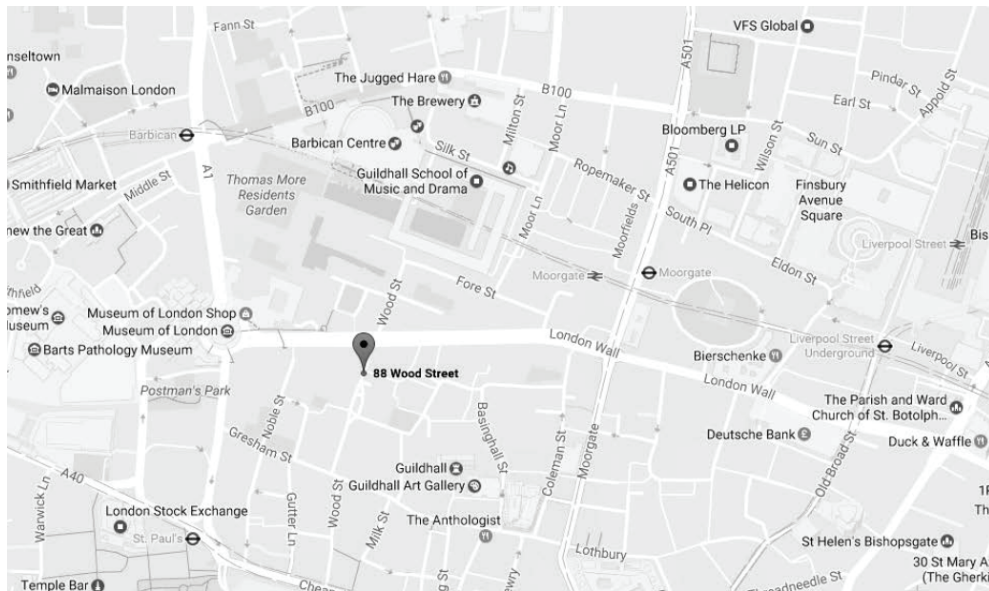 VFS Global
Fann St
nseltown
A501
Malmaison London
The Jugged Hare
B100
Pindar St
Appold St
The Brewery
B100
Milton St
Moor Ln
Earl St
Barbican
Barbican Centre
Silk St
Bloomberg LP
Wilson St
Sun St
A1
Smithfield Market
Middle St
Thomas More
Residents
Garden
Guildhall School of
Music and Drama
Ropemaker St
A501
The Helicon
Finsbury
Avenue
Square
new the Great
Moor Ln
Moorfields
South Pl
Liverpool Street
Bis
Moorgate
Moorgate
Eldon St
Wood St
Fore St
omew's
Museum
Museum of London Shop
Museum of London
Barts Pathology Museum
London Wall
Liverpool Street
Underground
Liverpool St
Bierschenke
88 Wood Street
Postman's Park
London Wall
The Parish and Ward
Church of St. Botolph...
Noble St
Basinghall St
Coleman St
Moorgate
Deutsche Bank
Duck & Waffle
Gresham St
Old Broad St
A40
Guildhall
Guildhall Art Gallery
Warwick Ln
London Stock Exchange
St. Paul's
Gutter Ln
Wood St
Milk St
The Anthologist
Lothbury
St Helen's Bishopsgate
30 St Mary A
(The Gherki
Temple Bar
Chea
g St
ewry
Threadneedle St